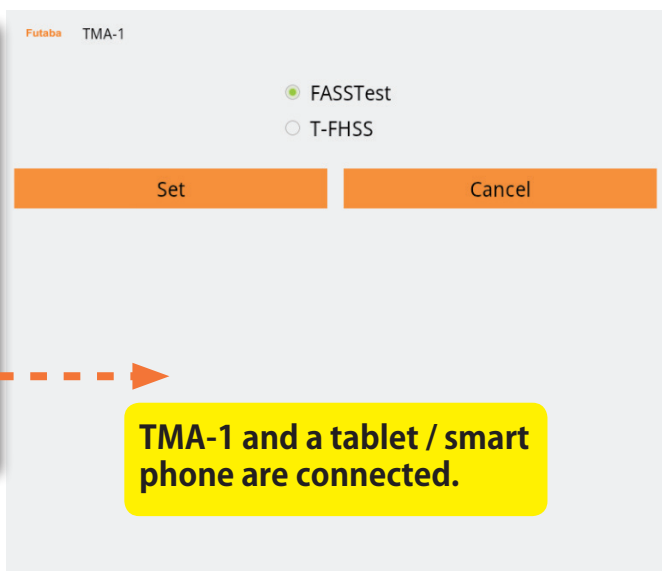 Futaba TMA-1
FASSTest
T-FHSS
Set Cancel
TMA-1 and a tablet / smart
phone are connected.